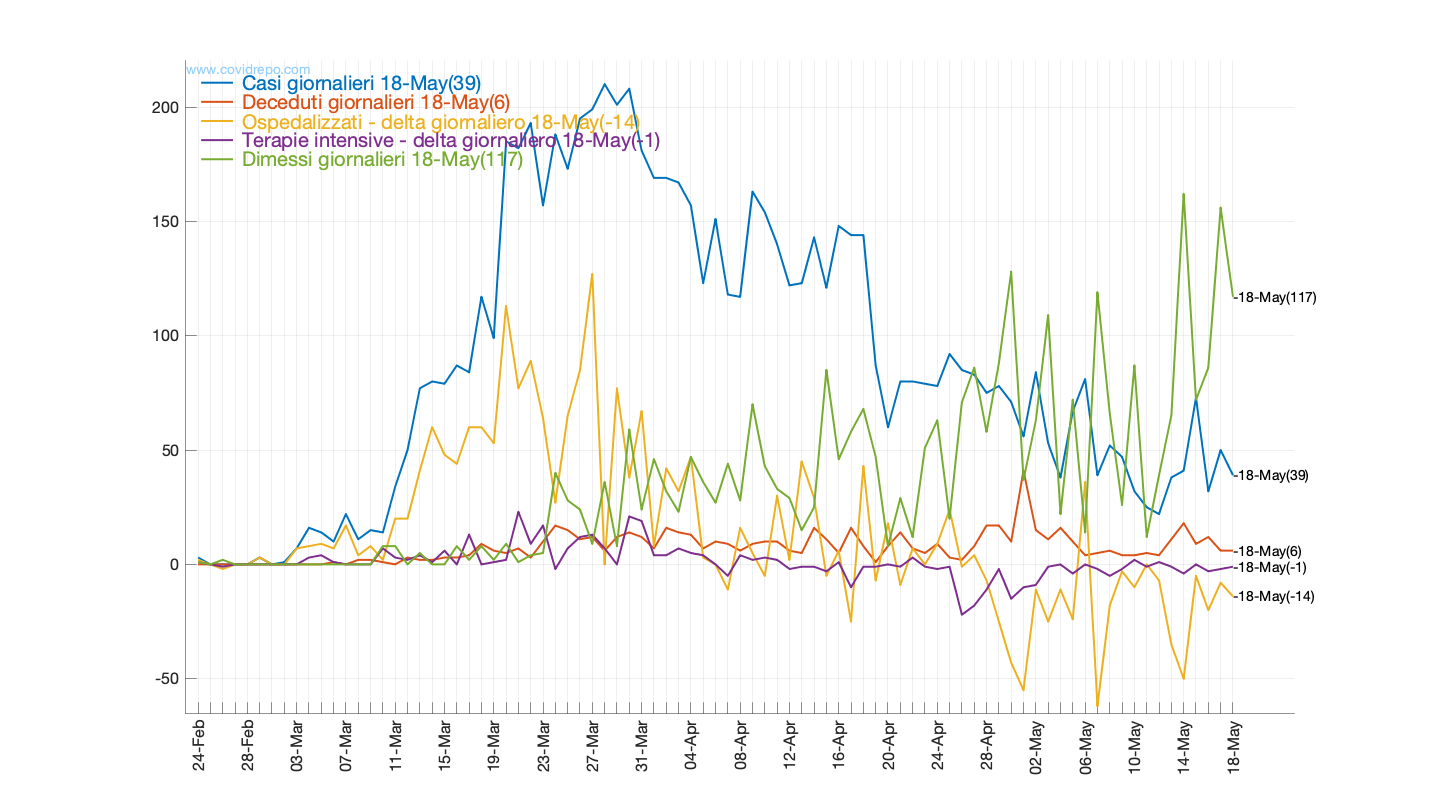 www.covidrepo.com
Casi giornalieri 18-May(39)
Deceduti giornalieri 18-May(6)
Ospedalizzati - delta giornaliero 18-May(-14)
Terapie intensive - delta giornaliero 18-May(-1)
Dimessi giornalieri 18-May(117)
200
150
100
50
0
-50
18-May(117)
18-May(39)
18-May(6)
18-May(-1)
18-May(-14)
24-Feb
28-Feb
03-Mar
07-Mar
11-Mar
15-Mar
19-Mar
23-Mar
27-Mar
31-Mar
04-Apr
08-Apr
12-Apr
16-Apr
20-Apr
24-Apr
28-Apr
02-May
06-May
10-May
14-May
18-May